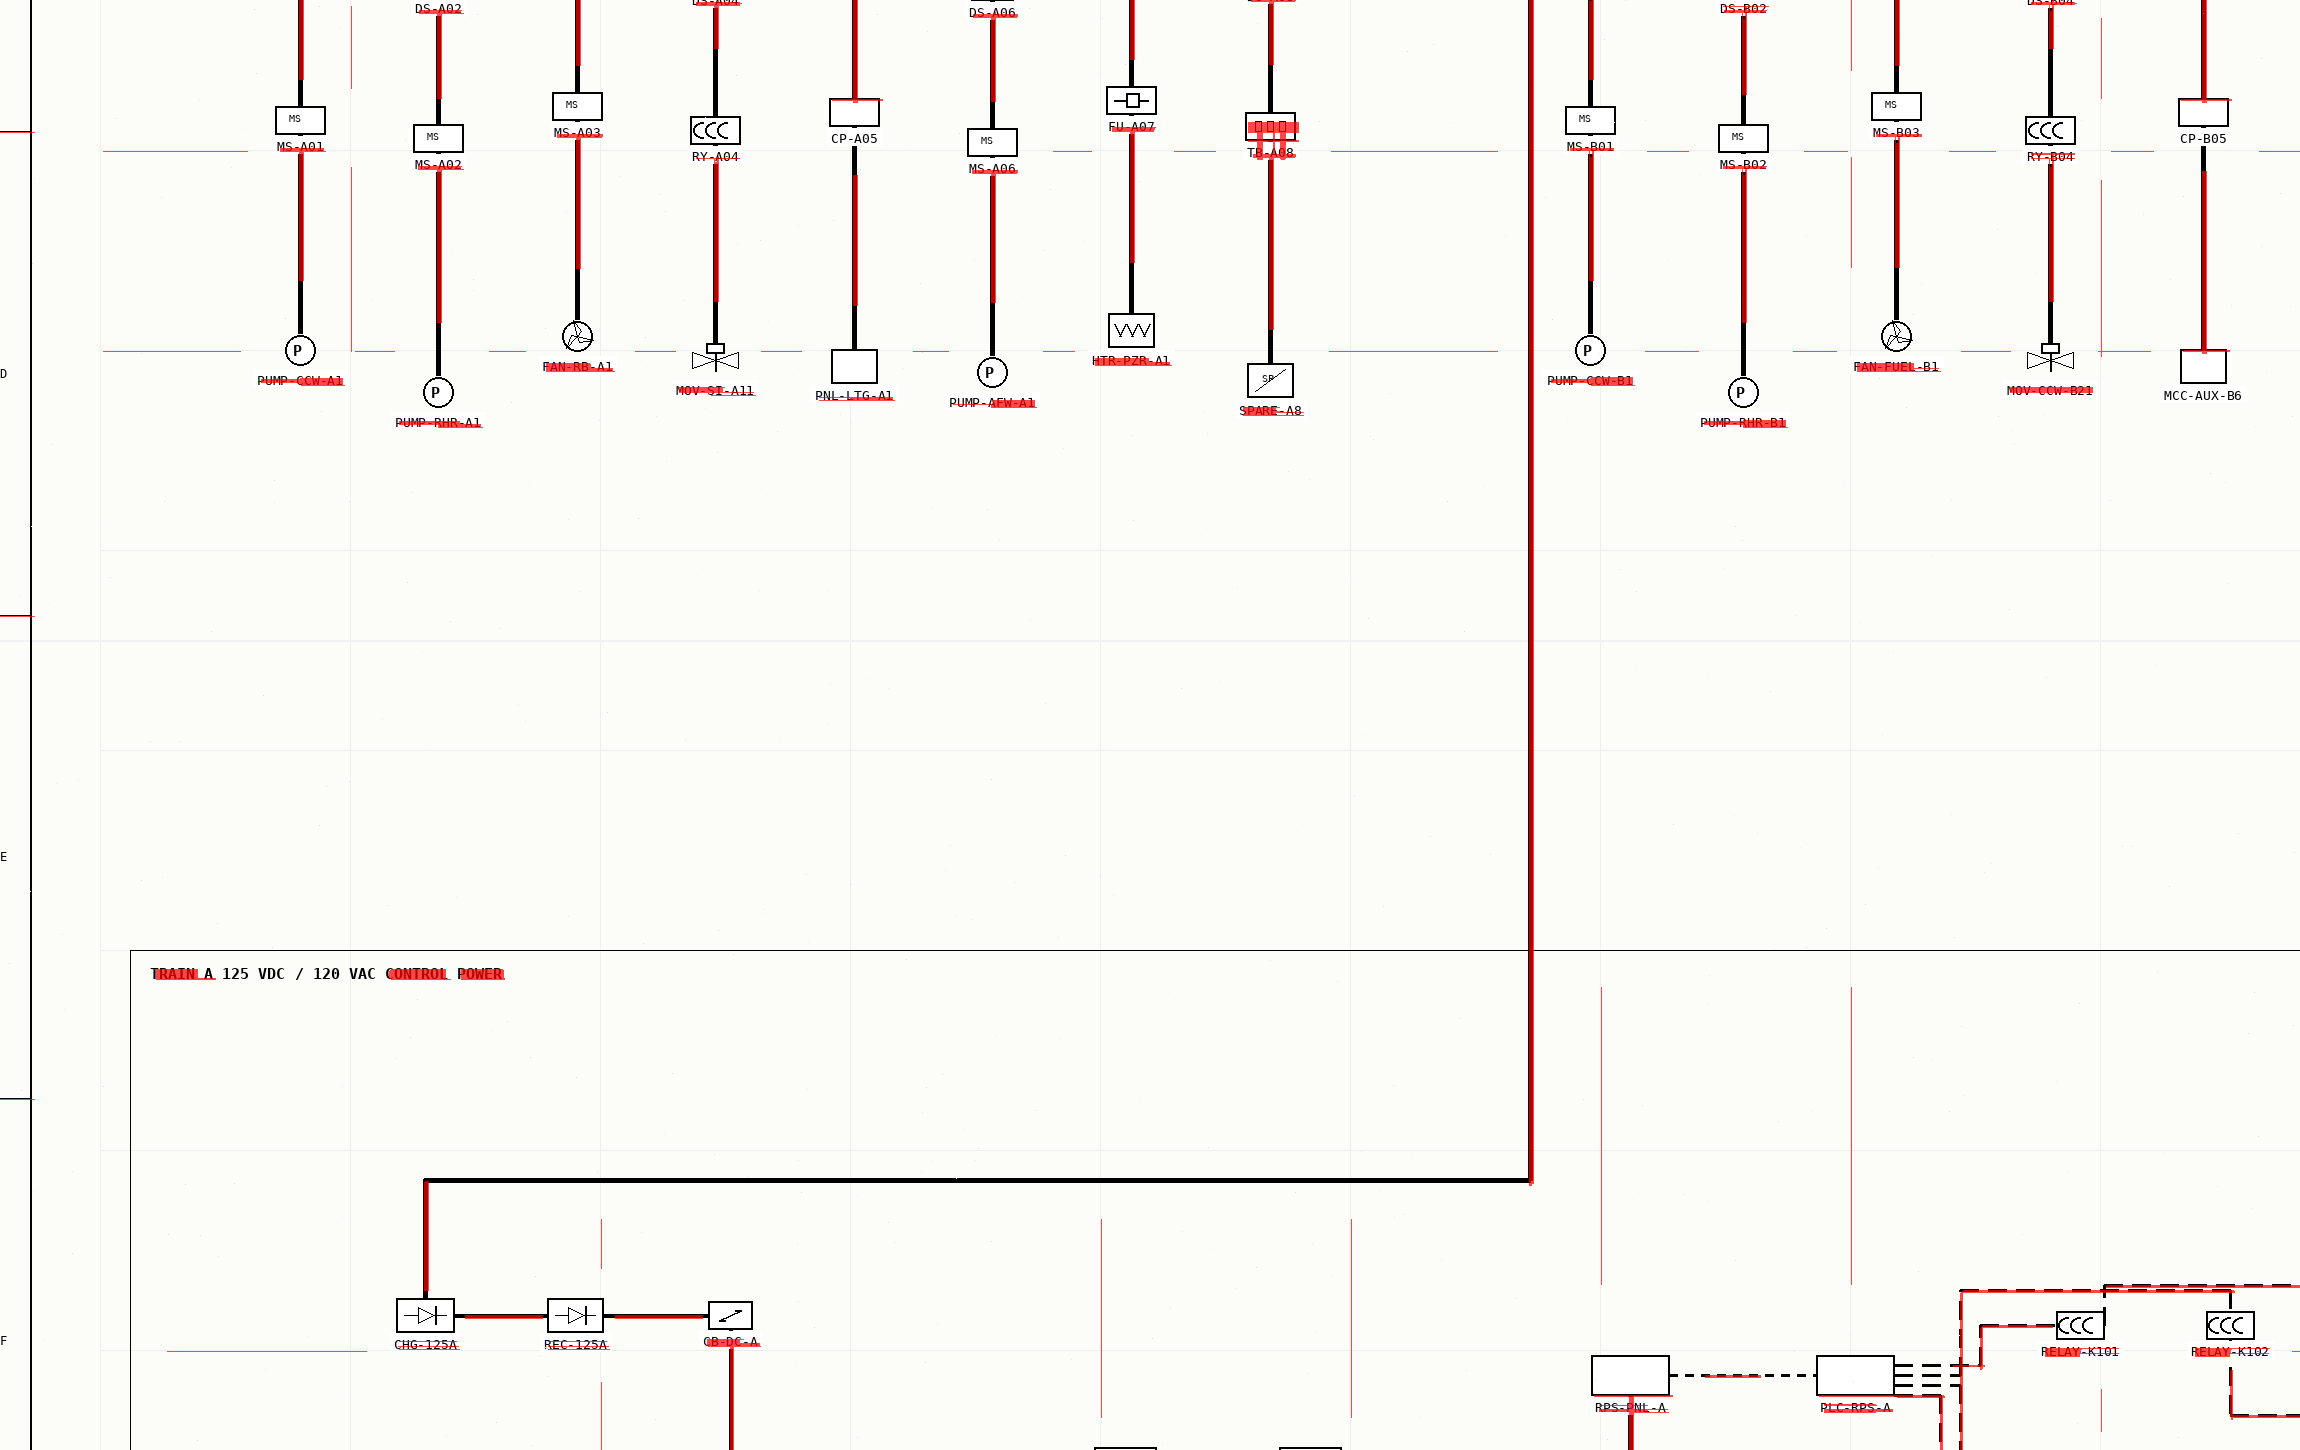 DS-A02
DS-A04
DS-A06
DS-B02
DS-B04
MS
MS-A01
MS
MS-A02
MS
MS-A03
RY-A04
CP-A05
MS
MS-A06
FU-A07
TB-A08
MS
MS-B01
MS
MS-B02
MS
MS-B03
RY-B04
CP-B05
D
P
PUMP-CCW-A1
P
PUMP-RHR-A1
FAN-RB-A1
MOV-SI-A11
PNL-LTG-A1
P
PUMP-AFW-A1
HTR-PZR-A1
SP
SPARE-A8
P
PUMP-CCW-B1
P
PUMP-RHR-B1
FAN-FUEL-B1
MOV-CCW-B21
MCC-AUX-B6
E
TRAIN A 125 VDC / 120 VAC CONTROL POWER
F
CHG-125A
REC-125A
CB-DC-A
RELAY-K101
RELAY-K102
RPS-PNL-A
PLC-RPS-A